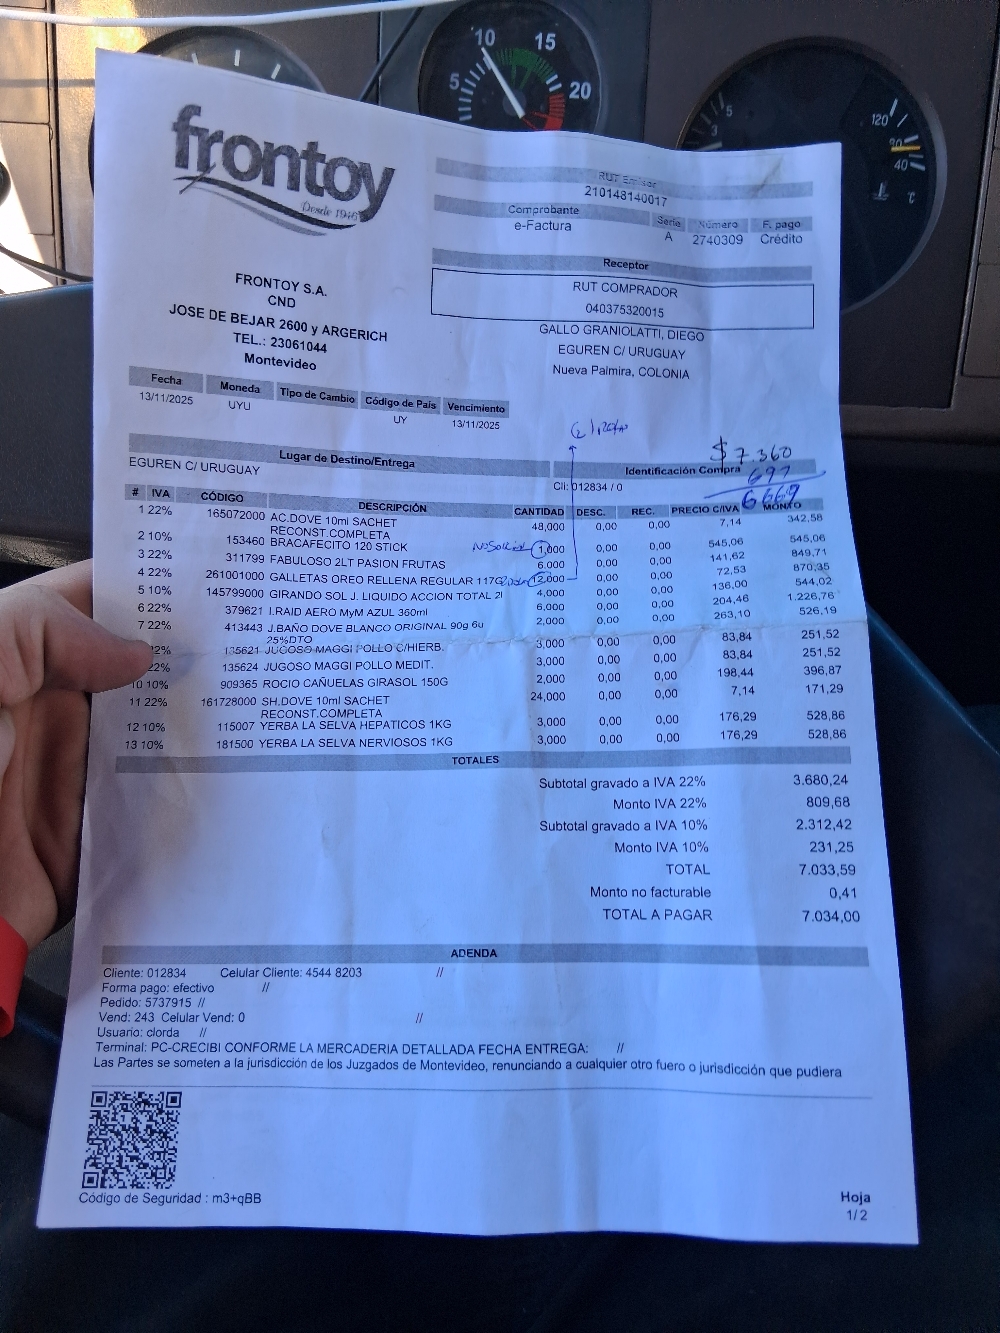 5 10 15 20
frontoy
Desde 1946
RUT Emisor
210148140017
Comprobante Serie Número F. pago
e-Factura A 2740309 Crédito
Receptor
RUT COMPRADOR
040375320015
GALLO GRANIOLATTI, DIEGO
EGUREN C/ URUGUAY
Nueva Palmira, COLONIA
FRONTOY S.A.
CND
JOSE DE BEJAR 2600 y ARGERICH
TEL.: 23061044
Montevideo
Fecha Moneda Tipo de Cambio Código de País Vencimiento
13/11/2025 UYU UY 13/11/2025
$ 7.360
697
6669
Lugar de Destino/Entrega Identificación Compra
EGUREN C/ URUGUAY Cli: 012834 / 0
# IVA CÓDIGO DESCRIPCIÓN CANTIDAD DESC. REC. PRECIO C/IVA MONTO
1 22% 165072000 AC.DOVE 10ml SACHET 48,000 0,00 0,00 7,14 342,58
RECONST.COMPLETA
2 10% 153460 BRACAFECITO 120 STICK 1,000 0,00 0,00 545,06 545,06
3 22% 311799 FABULOSO 2LT PASION FRUTAS 6,000 0,00 0,00 141,62 849,71
4 22% 261001000 GALLETAS OREO RELLENA REGULAR 117G 12,000 0,00 0,00 72,53 870,35
5 10% 145799000 GIRANDO SOL J. LIQUIDO ACCION TOTAL 2l 4,000 0,00 0,00 136,00 544,02
6 22% 379621 I.RAID AERO MyM AZUL 360ml 6,000 0,00 0,00 204,46 1.226,76
7 22% 413443 J.BAÑO DOVE BLANCO ORIGINAL 90g 6u 2,000 0,00 0,00 263,10 526,19
25%DTO
22% 135621 JUGOSO MAGGI POLLO C/HIERB. 3,000 0,00 0,00 83,84 251,52
22% 135624 JUGOSO MAGGI POLLO MEDIT. 3,000 0,00 0,00 83,84 251,52
10 10% 909365 ROCIO CAÑUELAS GIRASOL 150G 2,000 0,00 0,00 198,44 396,87
11 22% 161728000 SH.DOVE 10ml SACHET 24,000 0,00 0,00 7,14 171,29
RECONST.COMPLETA
12 10% 115007 YERBA LA SELVA HEPATICOS 1KG 3,000 0,00 0,00 176,29 528,86
13 10% 181500 YERBA LA SELVA NERVIOSOS 1KG 3,000 0,00 0,00 176,29 528,86
TOTALES
Subtotal gravado a IVA 22% 3.680,24
Monto IVA 22% 809,68
Subtotal gravado a IVA 10% 2.312,42
Monto IVA 10% 231,25
TOTAL 7.033,59
Monto no facturable 0,41
TOTAL A PAGAR 7.034,00
ADENDA
Cliente: 012834 Celular Cliente: 4544 8203 //
Forma pago: efectivo //
Pedido: 5737915 //
Vend: 243 Celular Vend: 0 //
Usuario: clorda //
Terminal: PC-CRECIBI CONFORME LA MERCADERIA DETALLADA FECHA ENTREGA: //
Las Partes se someten a la jurisdicción de los Juzgados de Montevideo, renunciando a cualquier otro fuero o jurisdicción que pudiera
Código de Seguridad : m3+qBB
Hoja
1/2